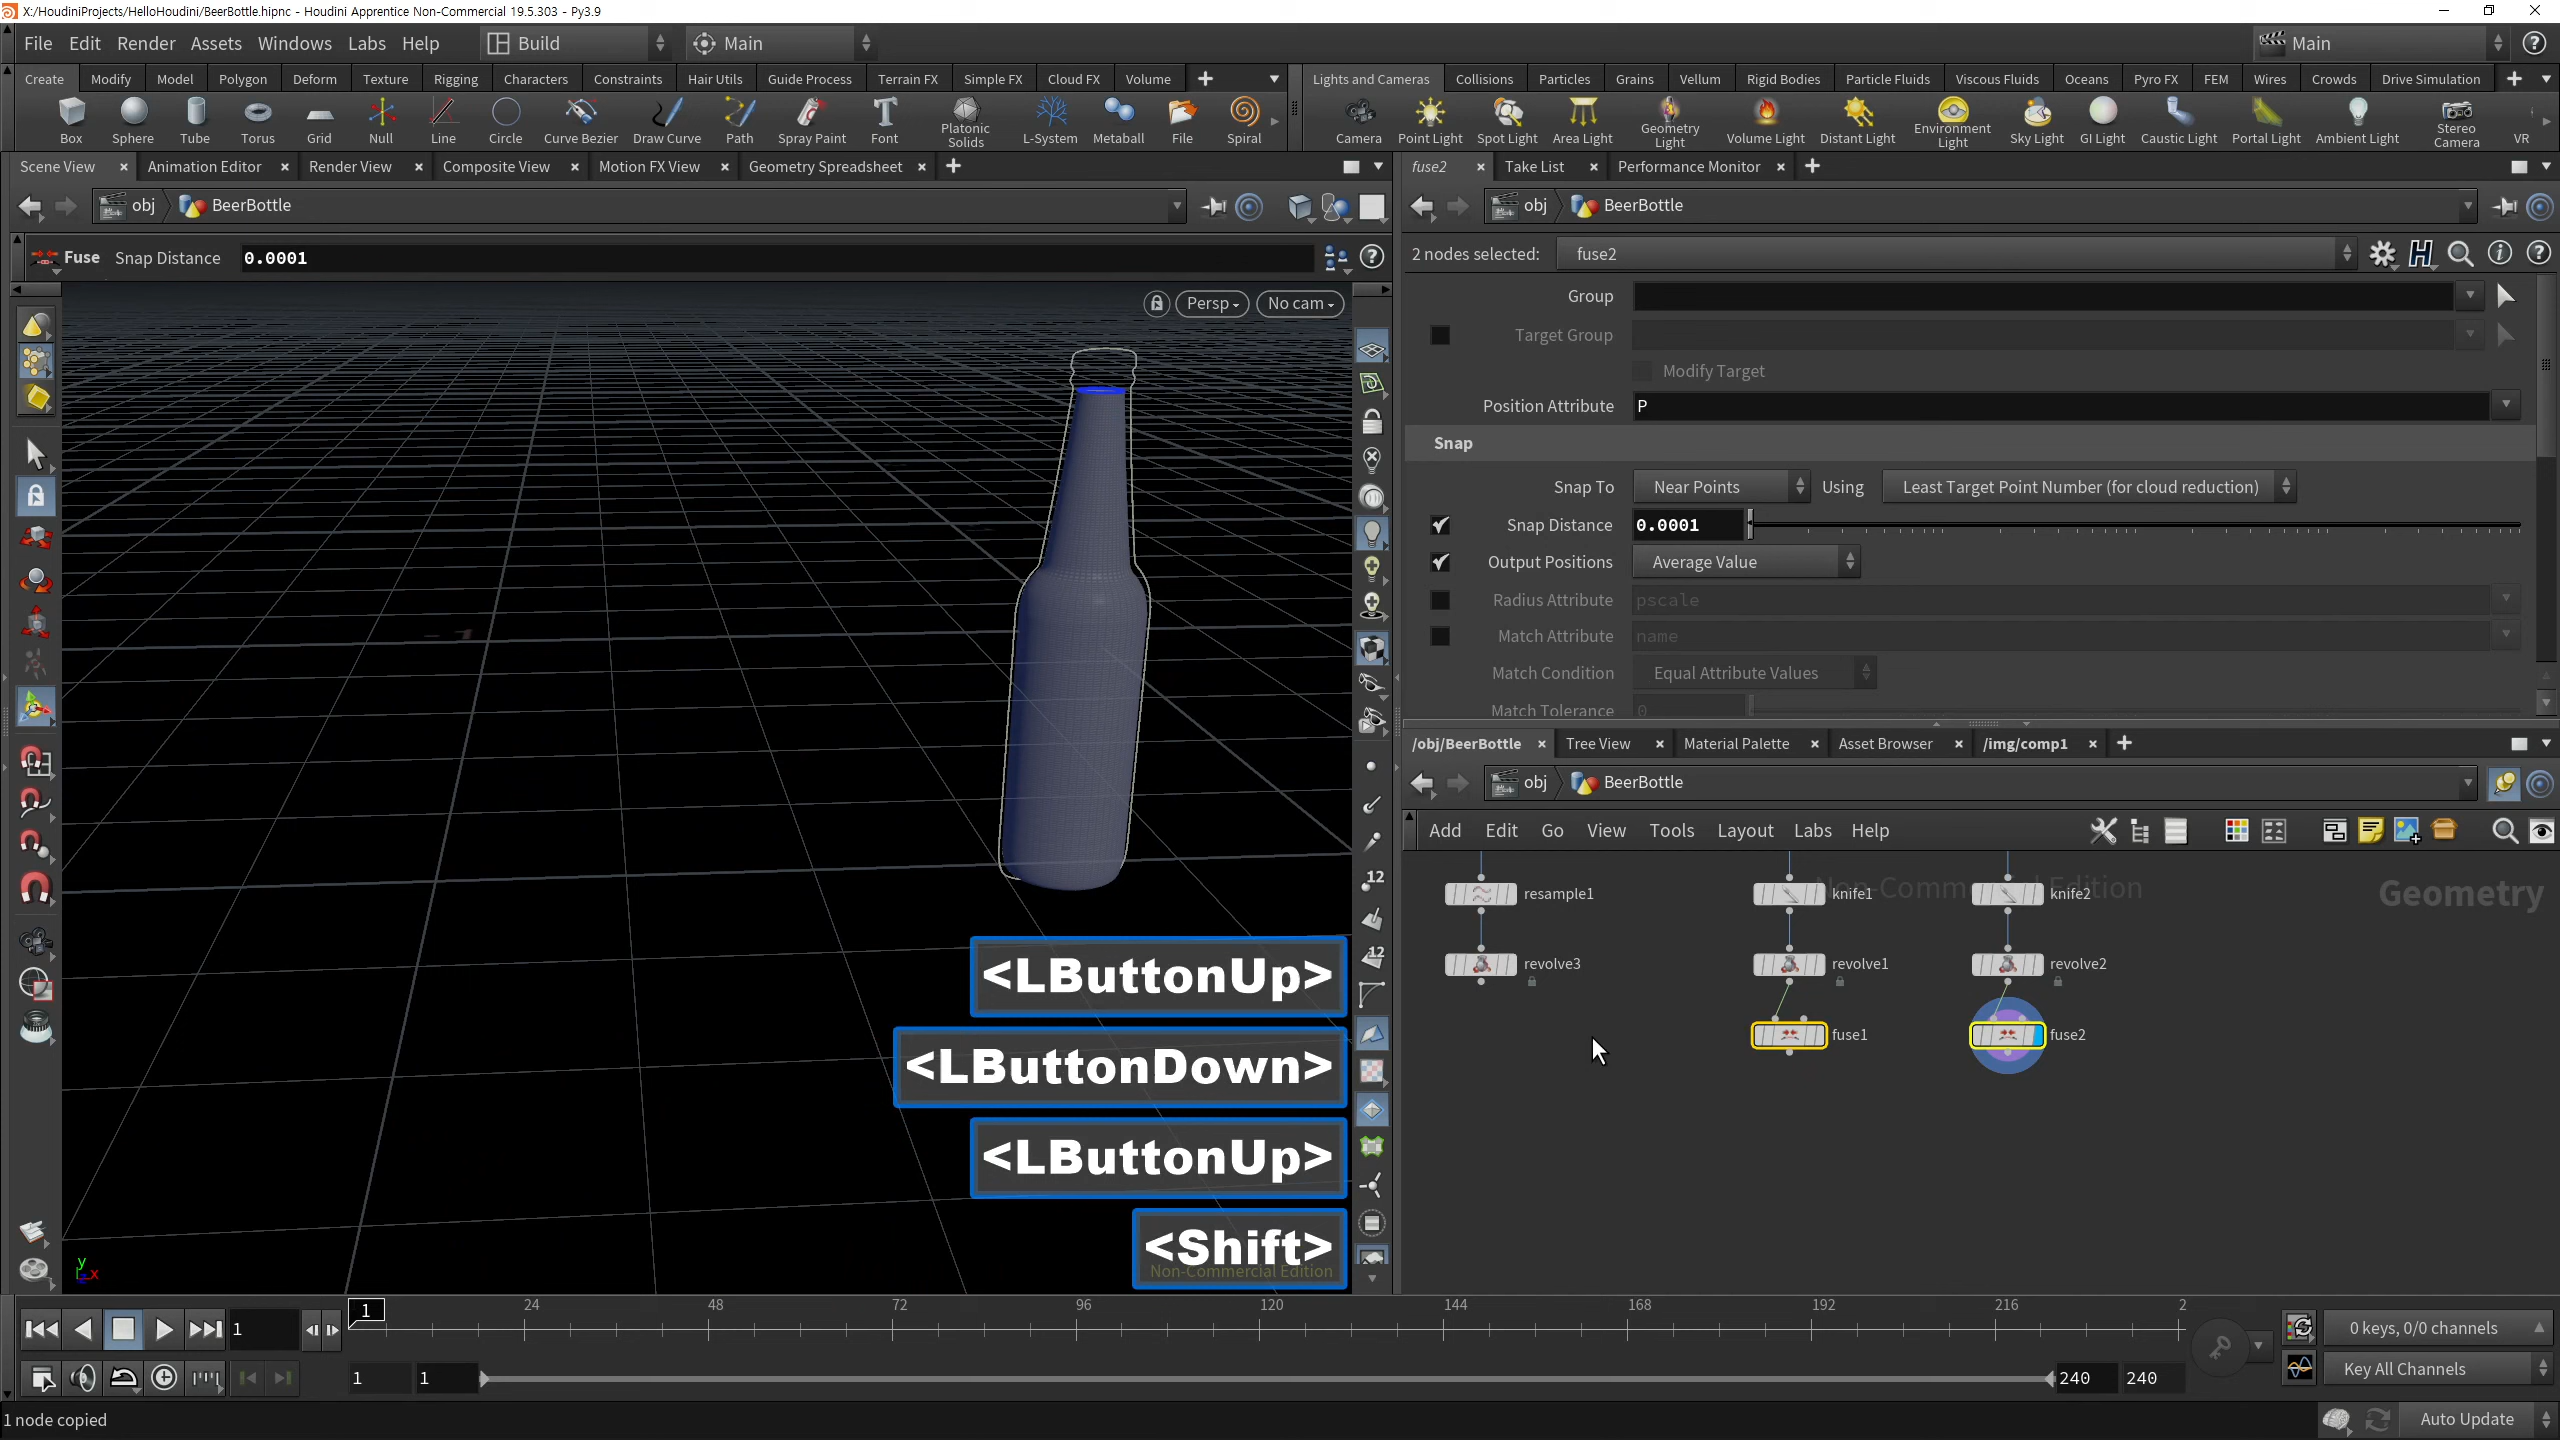 X:/HoudiniProjects/HelloHoudini/BeerBottle.hipnc - Houdini Apprentice Non-Commercial 19.5.303 - Py3.9
File Edit Render Assets Windows Labs Help Build Main Main
Create Modify Model Polygon Deform Texture Rigging Characters Constraints Hair Utils Guide Process Terrain FX Simple FX Cloud FX Volume
Lights and Cameras Collisions Particles Grains Vellum Rigid Bodies Particle Fluids Viscous Fluids Oceans Pyro FX FEM Wires Crowds Drive Simulation
Box Sphere Tube Torus Grid Null Line Circle Curve Bezier Draw Curve Path Spray Paint Font Platonic Solids L-System Metaball File Spiral
Camera Point Light Spot Light Area Light Geometry Light Volume Light Distant Light Environment Light Sky Light GI Light Caustic Light Portal Light Ambient Light Stereo Camera VR
Scene View Animation Editor Render View Composite View Motion FX View Geometry Spreadsheet
fuse2 Take List Performance Monitor
obj BeerBottle
obj BeerBottle
Fuse Snap Distance 0.0001
2 nodes selected: fuse2
Persp No cam
Group
Target Group
Modify Target
Position Attribute P
Snap
Snap To Near Points Using Least Target Point Number (for cloud reduction)
Snap Distance 0.0001
Output Positions Average Value
Radius Attribute pscale
Match Attribute name
Match Condition Equal Attribute Values
Match Tolerance 0
/obj/BeerBottle Tree View Material Palette Asset Browser /img/comp1
obj BeerBottle
Add Edit Go View Tools Layout Labs Help
12
12
Non-Commercial Edition
Geometry
resample1 knife1 knife2
revolve3 revolve1 revolve2
fuse1 fuse2
<LButtonUp>
<LButtonDown>
<LButtonUp>
<Shift>
Non-Commercial Edition
y
x
1 1 24 48 72 96 120 144 168 192 216 2
0 keys, 0/0 channels
1 1 240 240
Key All Channels
1 node copied
Auto Update